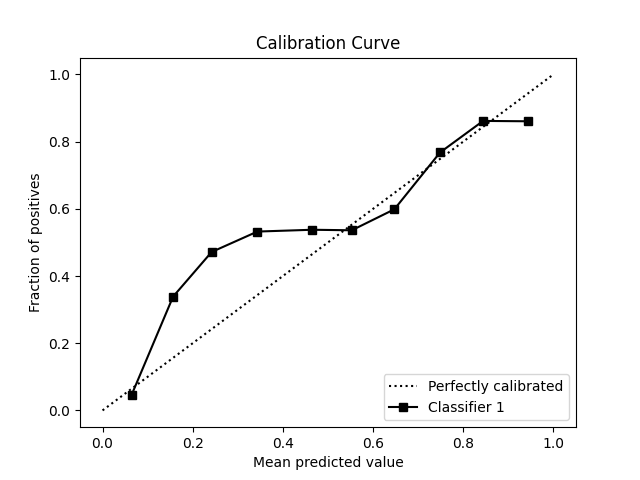 Calibration Curve
1.0
0.8
0.6
0.4
0.2
0.0
Fraction of positives
Perfectly calibrated
Classifier 1
0.0 0.2 0.4 0.6 0.8 1.0
Mean predicted value